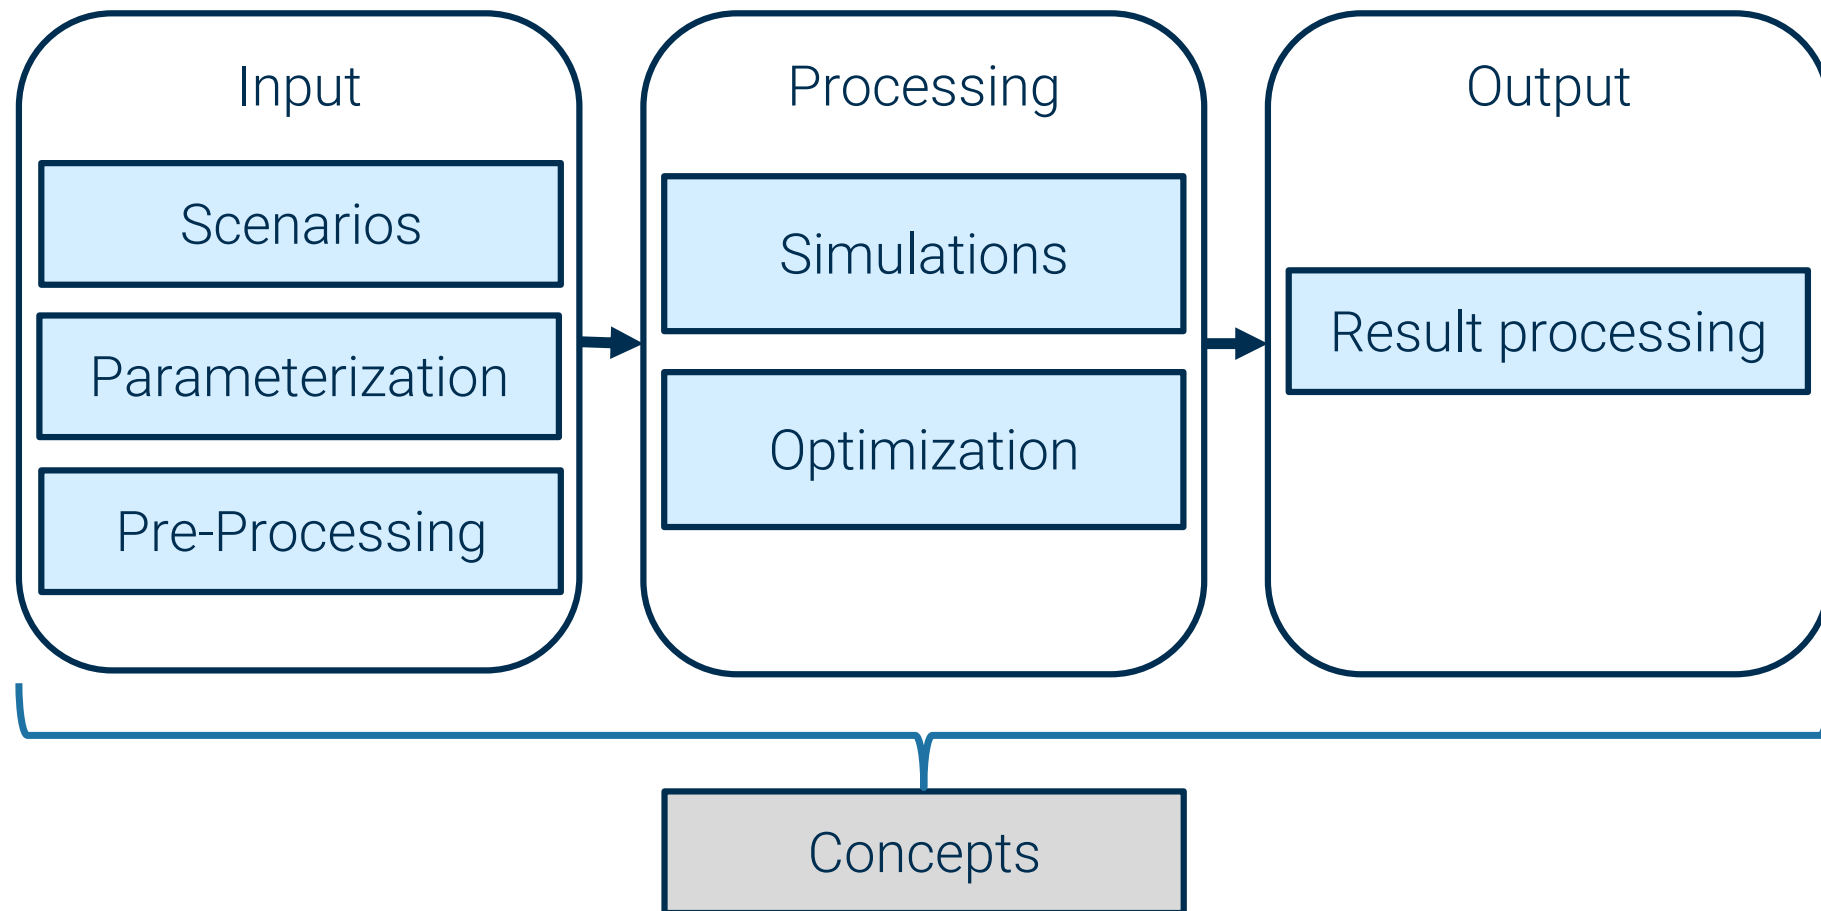 Input
Scenarios
Parameterization
Pre-Processing
Processing
Simulations
Optimization
Output
Result processing
Concepts